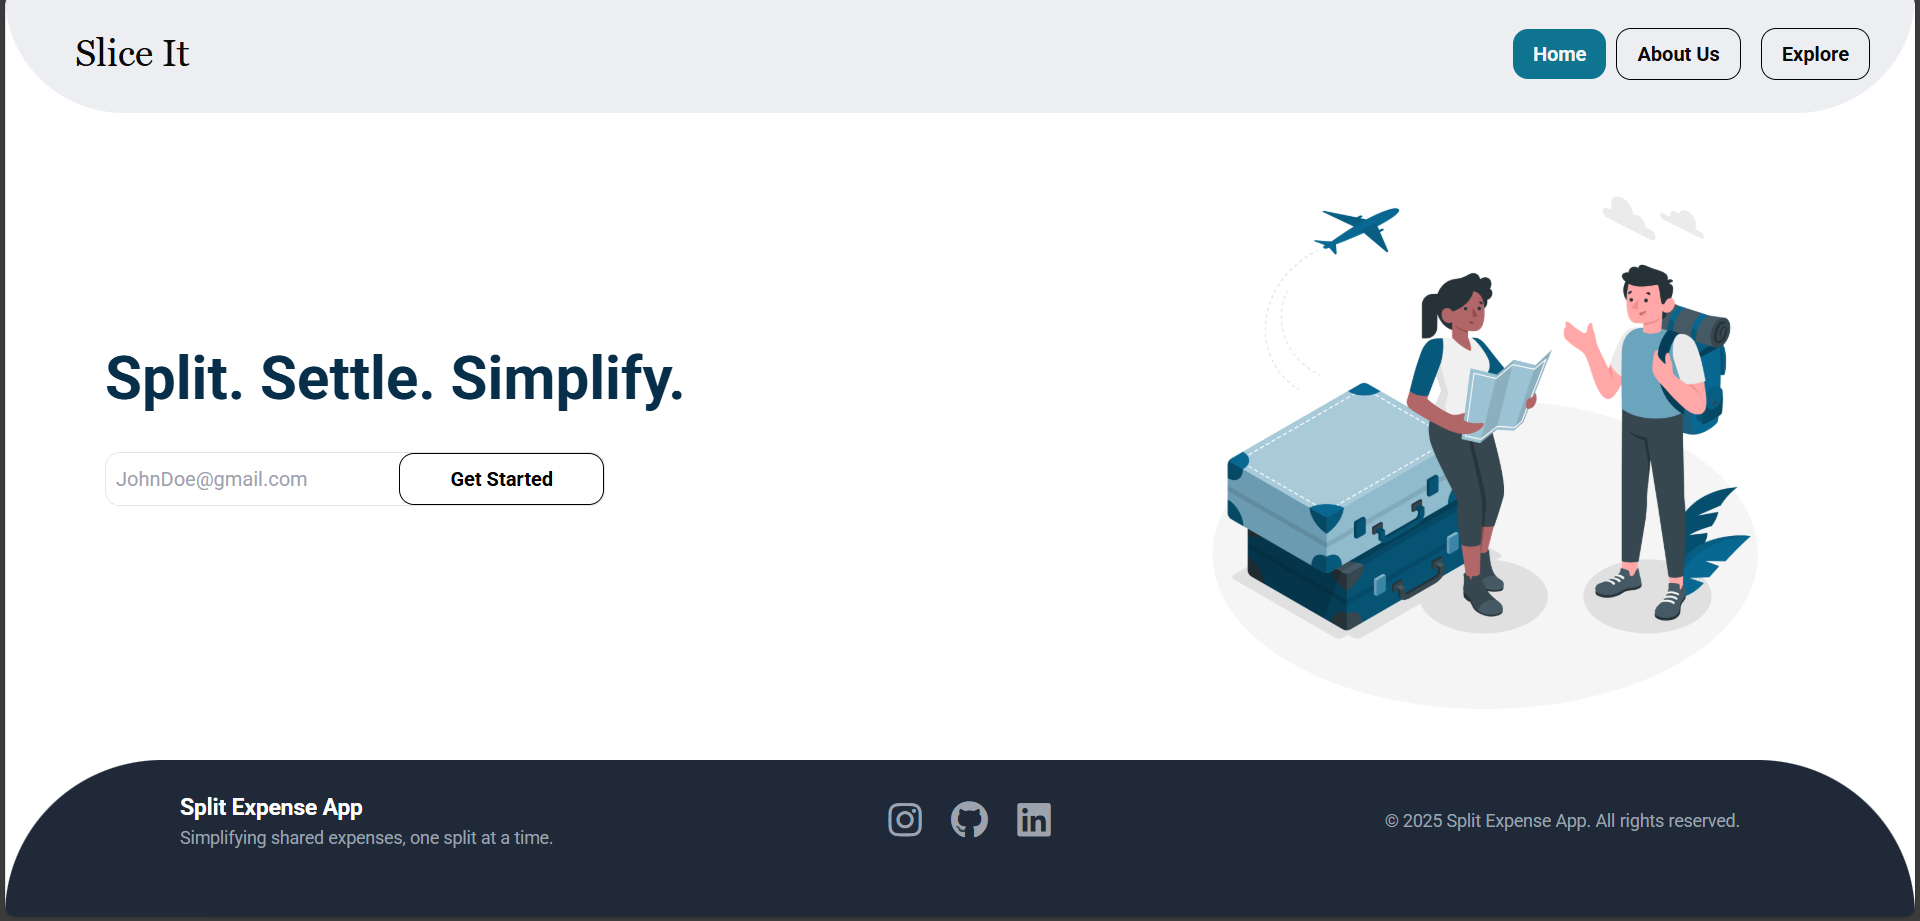 Slice It
Home
About Us
Explore
Split. Settle. Simplify.
JohnDoe@gmail.com
Get Started
Split Expense App
Simplifying shared expenses, one split at a time.
in
© 2025 Split Expense App. All rights reserved.